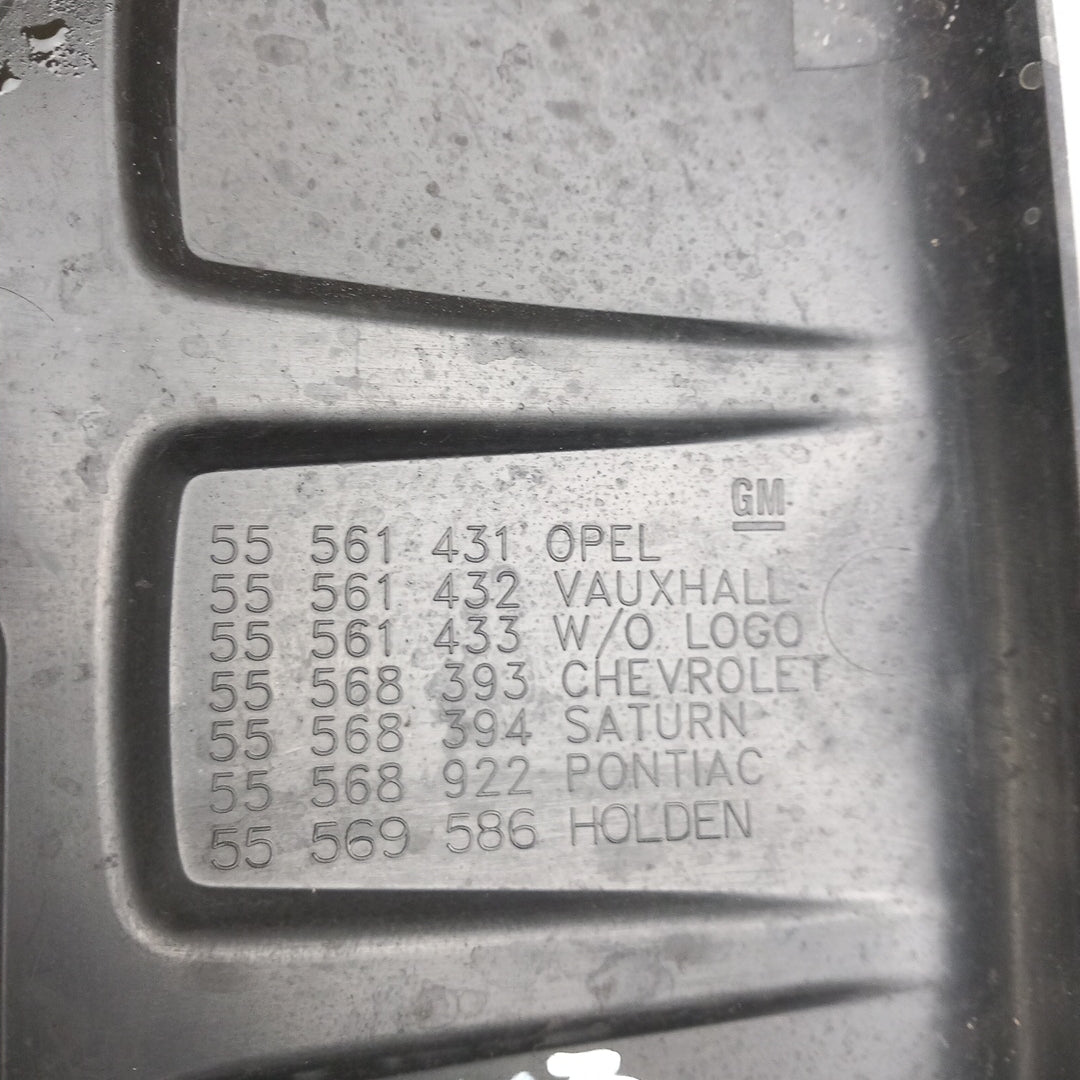 GM
55 561 431 OPEL
55 561 432 VAUXHALL
55 561 433 W/O LOGO
55 568 393 CHEVROLET
55 568 394 SATURN
55 568 922 PONTIAC
55 569 586 HOLDEN